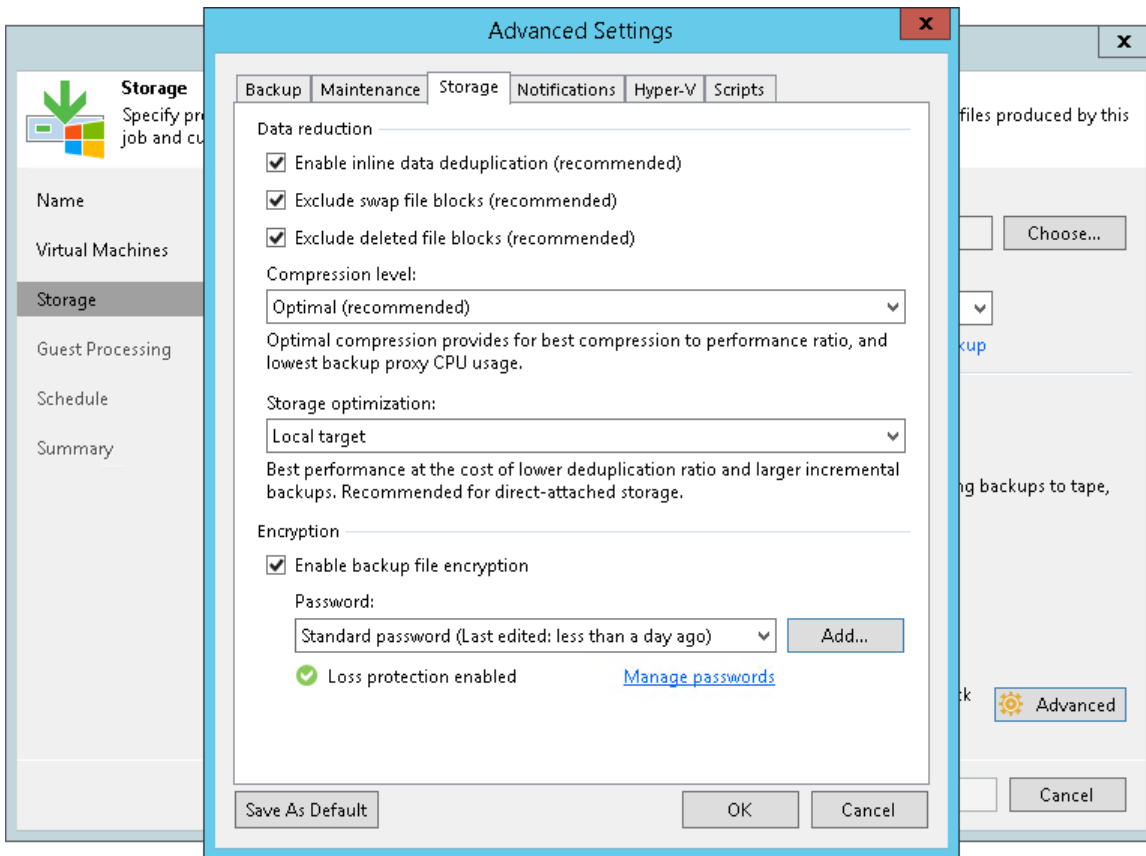 Advanced Settings
x
x
Storage
Specify pr
job and cu
files produced by this
Name
Virtual Machines
Storage
Guest Processing
Schedule
Summary
Backup
Maintenance
Storage
Notifications
Hyper-V
Scripts
Data reduction
Enable inline data deduplication (recommended)
Exclude swap file blocks (recommended)
Exclude deleted file blocks (recommended)
Compression level:
Optimal (recommended)
Optimal compression provides for best compression to performance ratio, and
lowest backup proxy CPU usage.
Storage optimization:
Local target
Best performance at the cost of lower deduplication ratio and larger incremental
backups. Recommended for direct-attached storage.
Encryption
Enable backup file encryption
Password:
Standard password (Last edited: less than a day ago)
Add...
Loss protection enabled
Manage passwords
Save As Default
OK
Cancel
Choose...
kup
ng backups to tape,
Advanced
Cancel